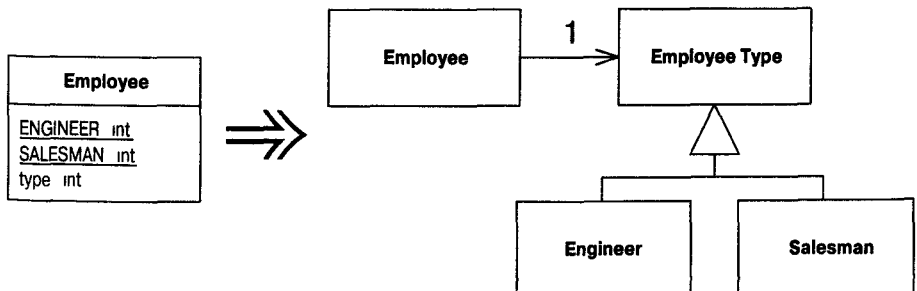 Employee
ENGINEER int
SALESMAN int
type int
Employee
1
Employee Type
Engineer
Salesman